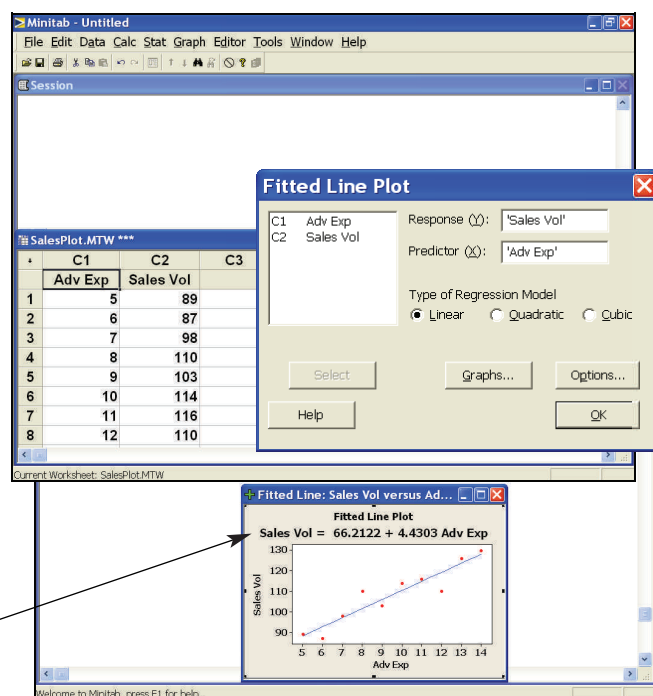 Minitab - Untitled
File Edit Data Calc Stat Graph Editor Tools Window Help
Session
Fitted Line Plot
C1 Adv Exp
C2 Sales Vol
Response (Y): 'Sales Vol'
Predictor (X): 'Adv Exp'
Type of Regression Model
Linear Quadratic Cubic
Select Graphs... Options...
Help OK
SalesPlot.MTW ***
C1 C2 C3
Adv Exp Sales Vol
1 5 89
2 6 87
3 7 98
4 8 110
5 9 103
6 10 114
7 11 116
8 12 110
Current Worksheet: SalesPlot.MTW
Fitted Line: Sales Vol versus Ad...
Fitted Line Plot
Sales Vol = 66.2122 + 4.4303 Adv Exp
130
120
110
100
90
Sales Vol
5 6 7 8 9 10 11 12 13 14
Adv Exp
Welcome to Minitab, press F1 for help.